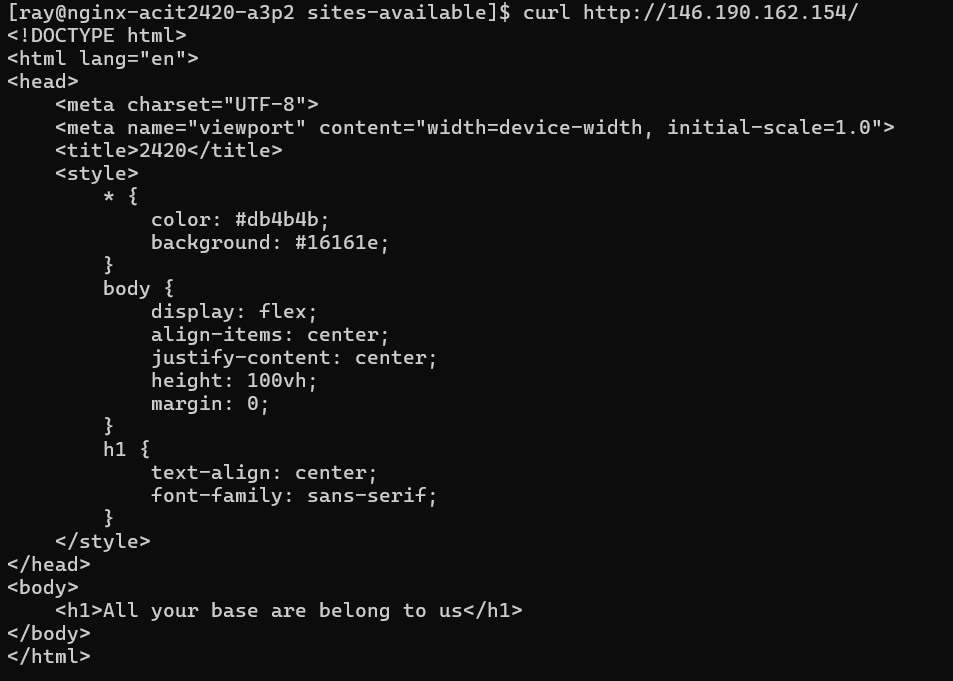 [ray@nginx-acit2420-a3p2 sites-available]$ curl http://146.190.162.154/
<!DOCTYPE html>
<html lang="en">
<head>
    <meta charset="UTF-8">
    <meta name="viewport" content="width=device-width, initial-scale=1.0">
    <title>2420</title>
    <style>
        * {
            color: #db4b4b;
            background: #16161e;
        }
        body {
            display: flex;
            align-items: center;
            justify-content: center;
            height: 100vh;
            margin: 0;
        }
        h1 {
            text-align: center;
            font-family: sans-serif;
        }
    </style>
</head>
<body>
    <h1>All your base are belong to us</h1>
</body>
</html>